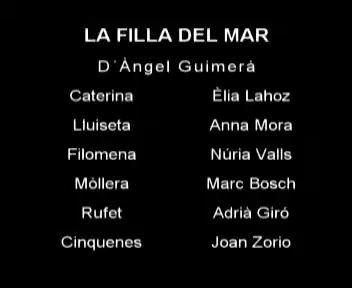 LA FILLA DEL MAR
D'Àngel Guimerà
Caterina Èlia Lahoz
Lluiseta Anna Mora
Filomena Núria Valls
Mòllera Marc Bosch
Rufet Adrià Giró
Cinquenes Joan Zorio